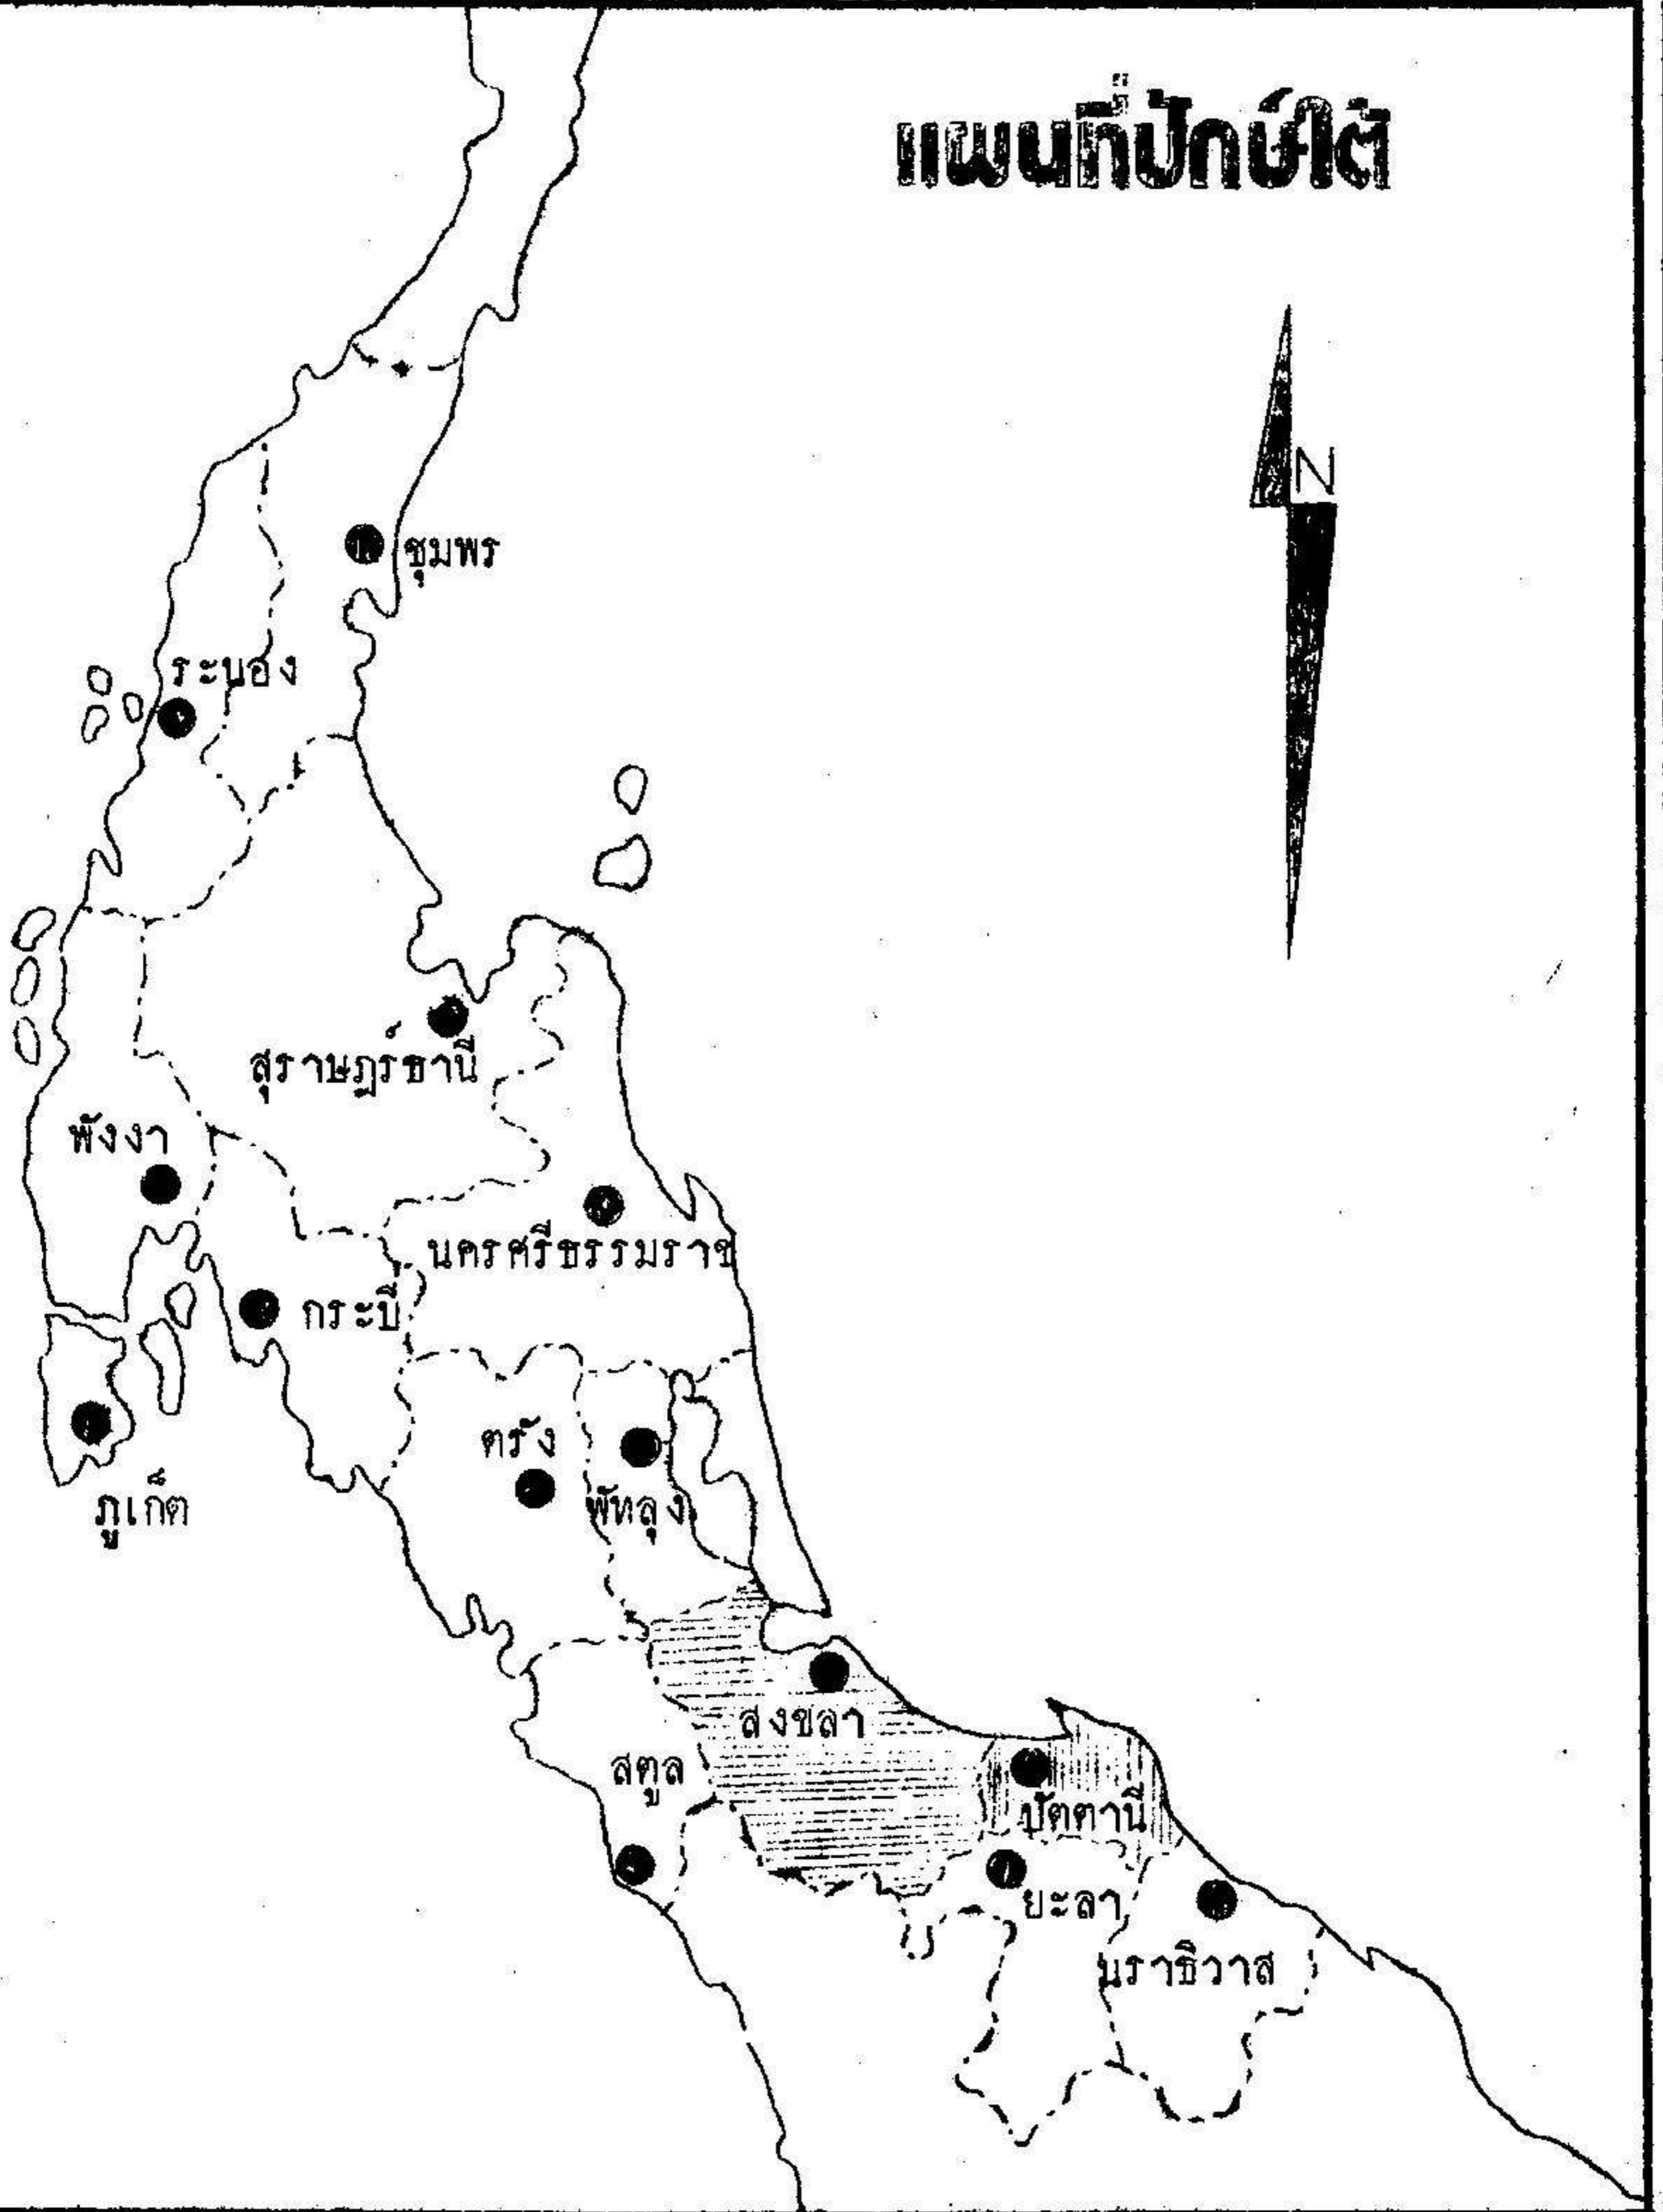 แผนที่ปักษ์ใต้
N
ชุมพร
ระนอง
สุราษฎร์ธานี
พังงา
นครศรีธรรมราช
กระบี่
ตรัง
พัทลุง
ภูเก็ต
สงขลา
สตูล
ปัตตานี
ยะลา
นราธิวาส